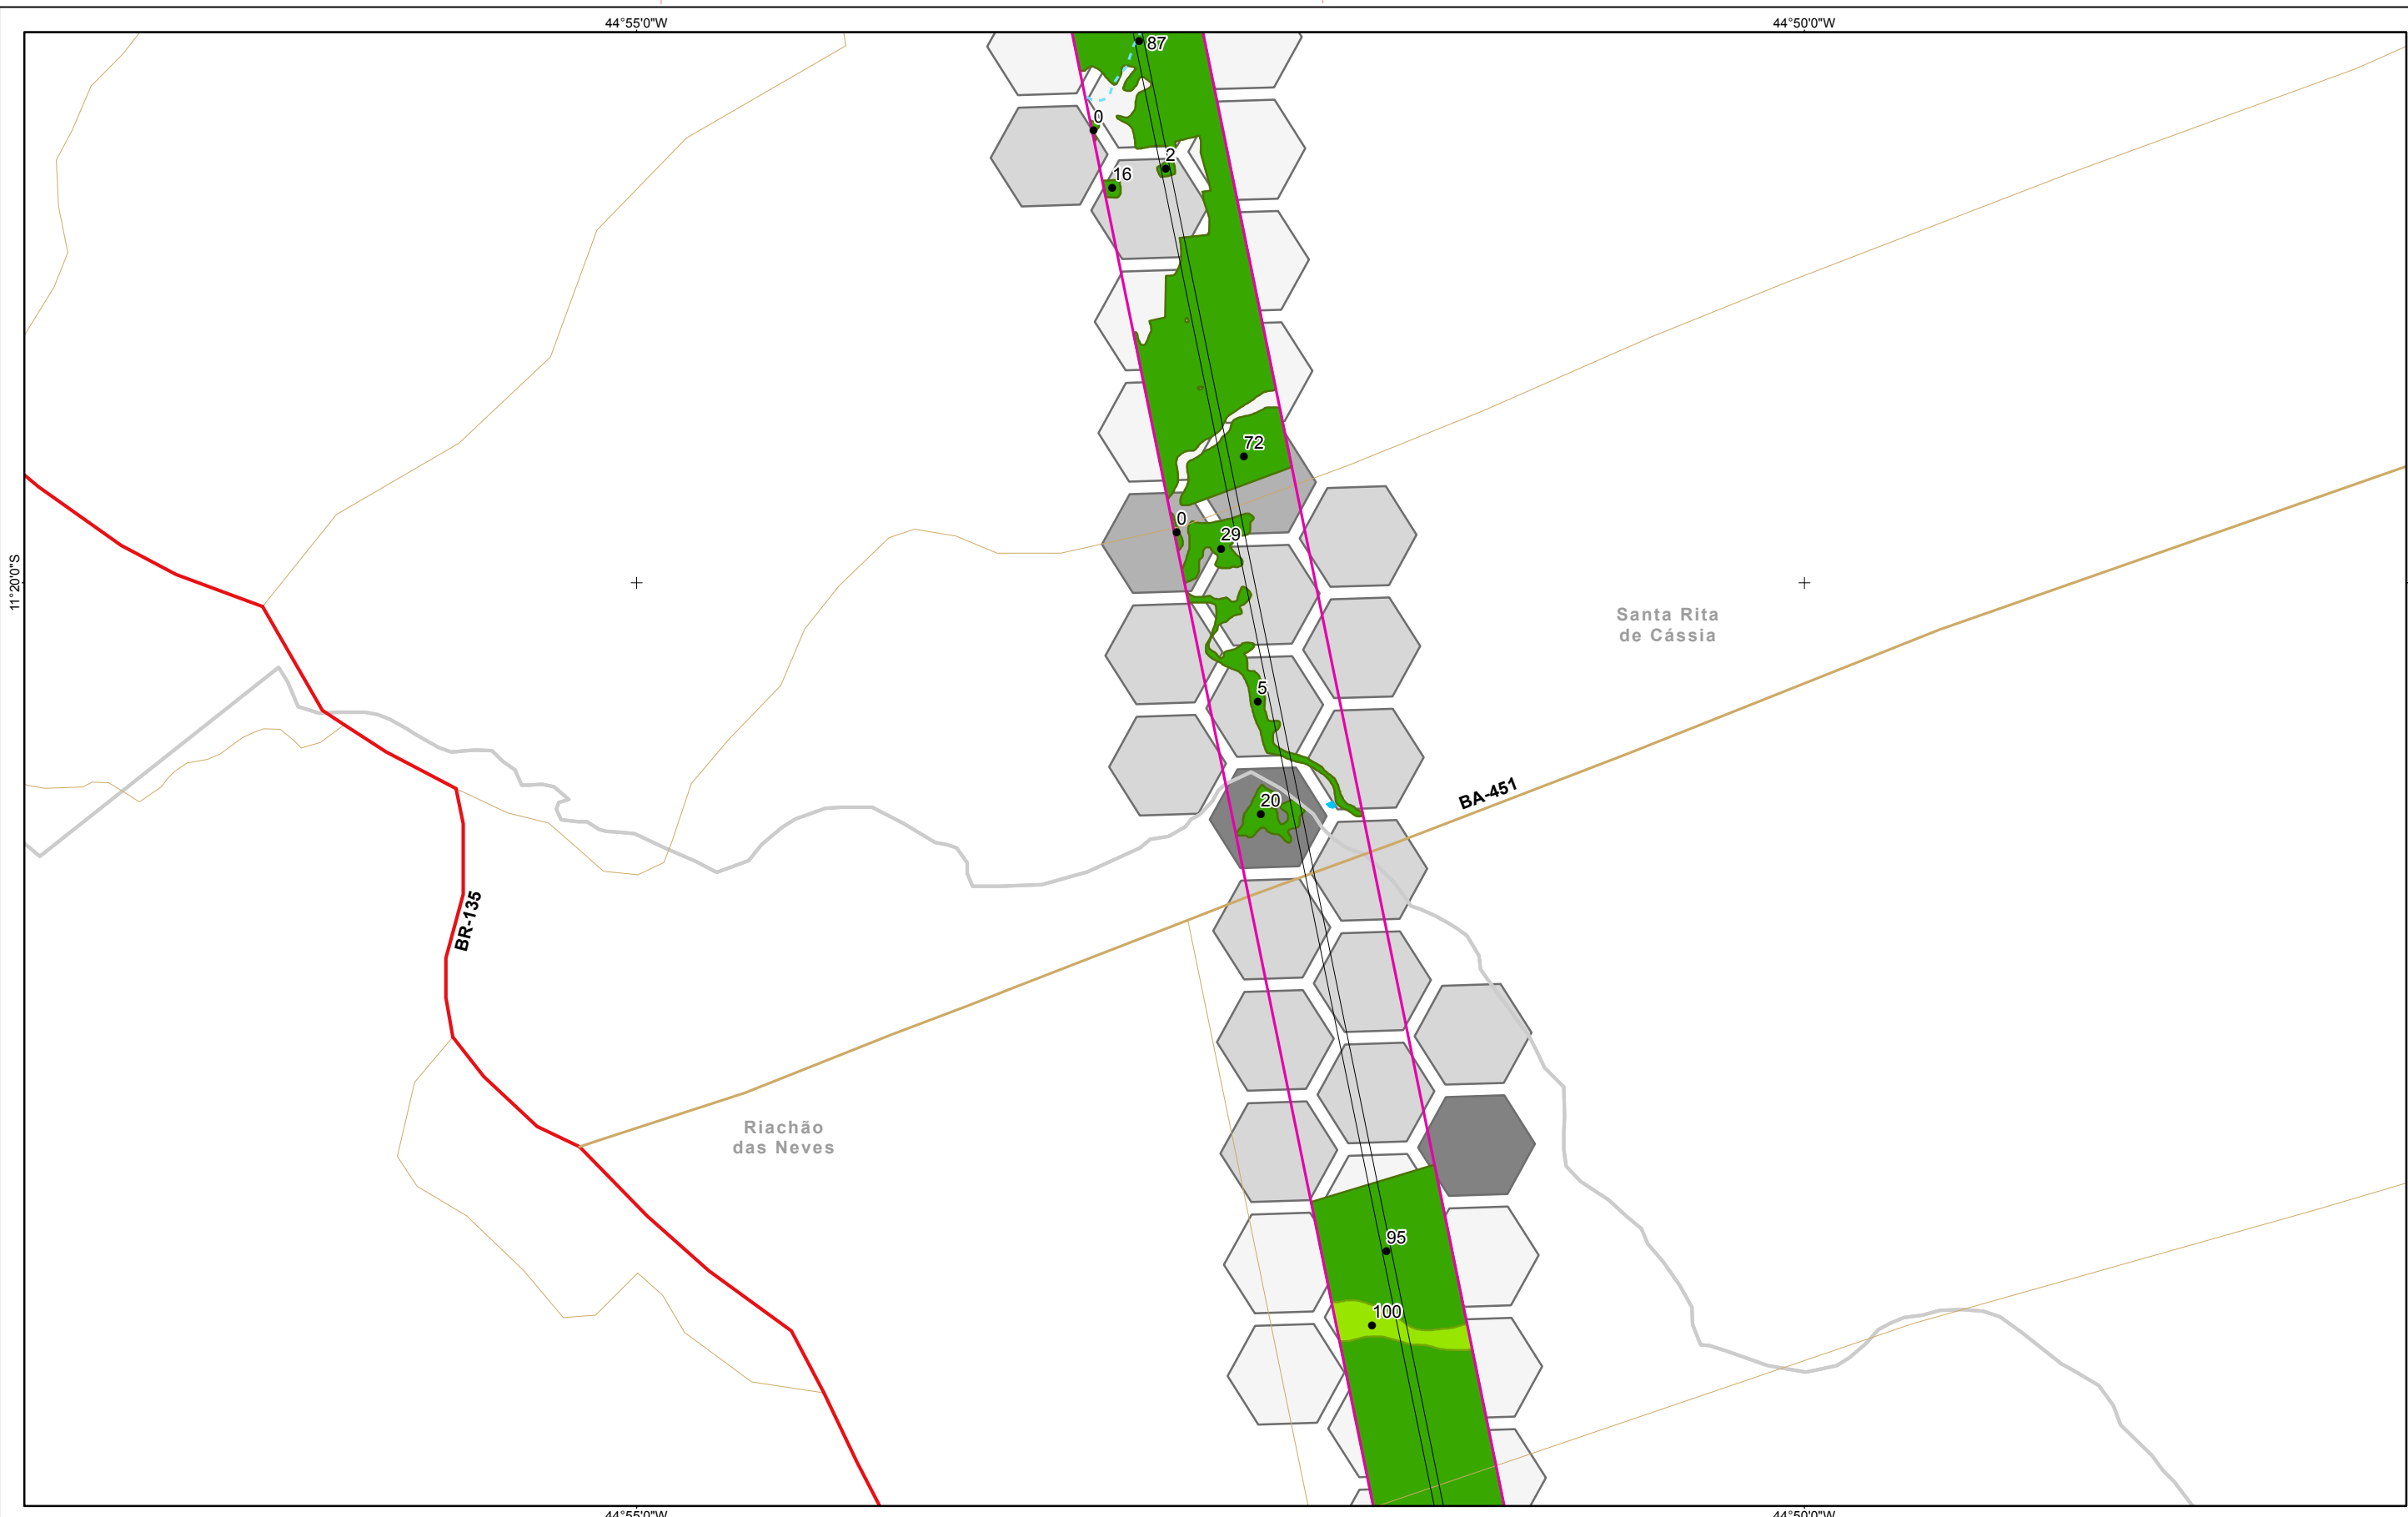 44°55'0"W
44°50'0"W
87
0
2
16
72
0
29
11°20'0"S
Santa Rita
de Cássia
5
BA-451
20
BR-135
Riachão
das Neves
95
100
44°55'0"W
44°50'0"W